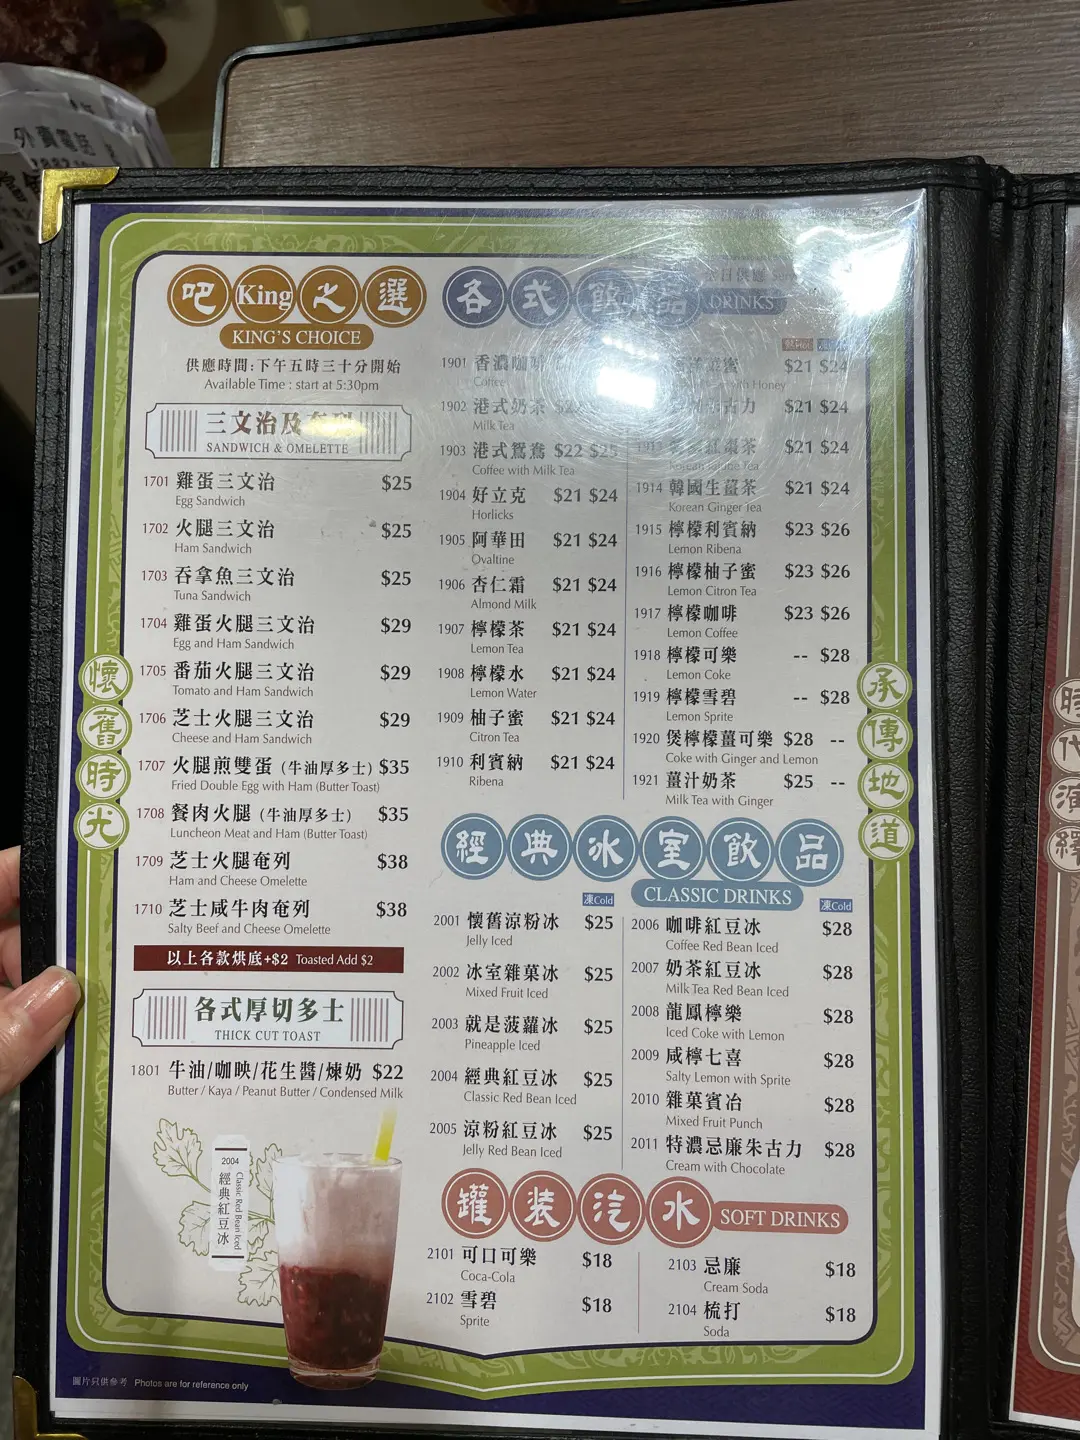 外賣電話
吧King之選
KING'S CHOICE
供應時間:下午五時三十分開始
Available Time : start at 5:30pm
三文治及
SANDWICH & OMELETTE
1701 雞蛋三文治 $25
Egg Sandwich
1702 火腿三文治 $25
Ham Sandwich
1703 吞拿魚三文治 $25
Tuna Sandwich
1704 雞蛋火腿三文治 $29
Egg and Ham Sandwich
1705 番茄火腿三文治 $29
Tomato and Ham Sandwich
1706 芝士火腿三文治 $29
Cheese and Ham Sandwich
1707 火腿煎雙蛋 (牛油厚多士) $35
Fried Double Egg with Ham (Butter Toast)
1708 餐肉火腿 (牛油厚多士) $35
Luncheon Meat and Ham (Butter Toast)
1709 芝士火腿奄列 $38
Ham and Cheese Omelette
1710 芝士咸牛肉奄列 $38
Salty Beef and Cheese Omelette
以上各款烘底+$2 Toasted Add $2
各式厚切多士
THICK CUT TOAST
1801 牛油/咖央/花生醬/煉奶 $22
Butter / Kaya / Peanut Butter / Condensed Milk
2004
經典紅豆冰
Classic Red Bean Iced
各式飲品
DRINKS
1901 香濃咖啡
Coffee
1902 港式奶茶
Milk Tea
1903 港式鴛鴦 $22 $25
Coffee with Milk Tea
1904 好立克 $21 $24
Horlicks
1905 阿華田 $21 $24
Ovaltine
1906 杏仁霜 $21 $24
Almond Milk
1907 檸檬茶 $21 $24
Lemon Tea
1908 檸檬水 $21 $24
Lemon Water
1909 柚子蜜 $21 $24
Citron Tea
1910 利賓納 $21 $24
Ribena
蜜 $21 $24
with Honey
古力 $21 $24
1913 紅棗茶 $21 $24
Korean Jujube Tea
1914 韓國生薑茶 $21 $24
Korean Ginger Tea
1915 檸檬利賓納 $23 $26
Lemon Ribena
1916 檸檬柚子蜜 $23 $26
Lemon Citron Tea
1917 檸檬咖啡 $23 $26
Lemon Coffee
1918 檸檬可樂 -- $28
Lemon Coke
1919 檸檬雪碧 -- $28
Lemon Sprite
1920 煲檸檬薑可樂 $28 --
Coke with Ginger and Lemon
1921 薑汁奶茶 $25 --
Milk Tea with Ginger
經典冰室飲品
CLASSIC DRINKS
凍Cold
2001 懷舊涼粉冰 $25
Jelly Iced
2002 冰室雜菓冰 $25
Mixed Fruit Iced
2003 就是菠蘿冰 $25
Pineapple Iced
2004 經典紅豆冰 $25
Classic Red Bean Iced
2005 涼粉紅豆冰 $25
Jelly Red Bean Iced
凍Cold
2006 咖啡紅豆冰 $28
Coffee Red Bean Iced
2007 奶茶紅豆冰 $28
Milk Tea Red Bean Iced
2008 龍鳳檸樂 $28
Iced Coke with Lemon
2009 咸檸七喜 $28
Salty Lemon with Sprite
2010 雜菓賓治 $28
Mixed Fruit Punch
2011 特濃忌廉朱古力 $28
Cream with Chocolate
罐裝汽水
SOFT DRINKS
2101 可口可樂 $18
Coca-Cola
2102 雪碧 $18
Sprite
2103 忌廉 $18
Cream Soda
2104 梳打 $18
Soda
懷舊時光
承傳地道
圖片只供參考 Photos are for reference only
時代演繹